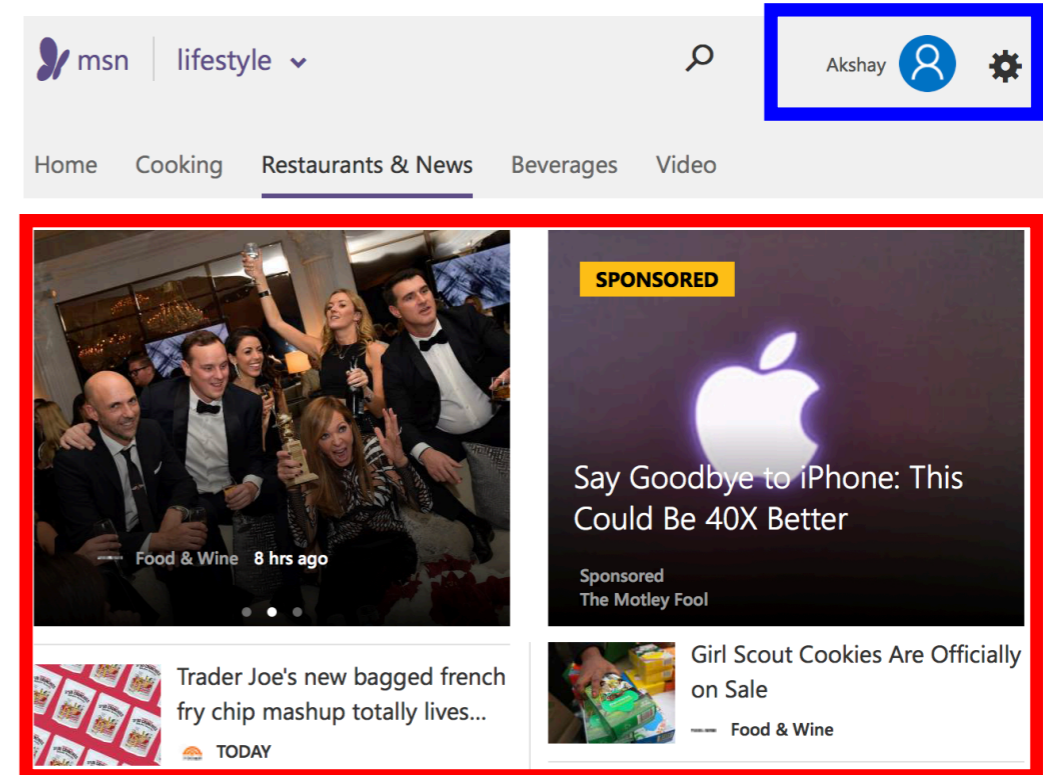 msn lifestyle
Akshay
Home Cooking Restaurants & News Beverages Video
Food & Wine 8 hrs ago
SPONSORED
Say Goodbye to iPhone: This
Could Be 40X Better
Sponsored
The Motley Fool
Trader Joe's new bagged french
fry chip mashup totally lives...
TODAY
Girl Scout Cookies Are Officially
on Sale
Food & Wine